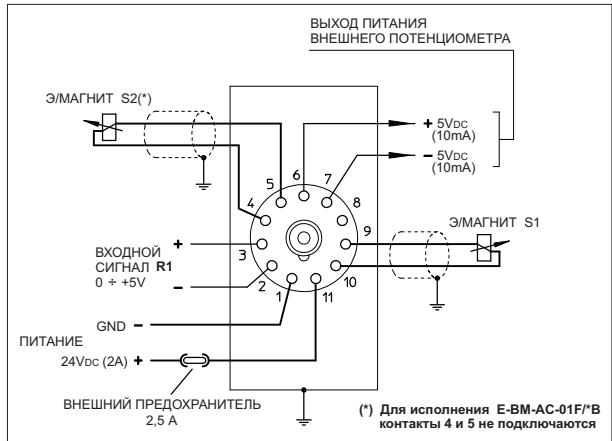 ВЫХОД ПИТАНИЯ
ВНЕШНЕГО ПОТЕНЦИОМЕТРА
Э/МАГНИТ S2(*)
+ 5VDC
(10mA)
− 5VDC
(10mA)
6
5
7
4
8
Э/МАГНИТ S1
3
9
ВХОДНОЙ
СИГНАЛ R1
0 ÷ +5V
+
−
2
10
1
11
GND −
ПИТАНИЕ
24VDC (2A) +
ВНЕШНИЙ ПРЕДОХРАНИТЕЛЬ
2,5 A
(*) Для исполнения E-BM-AC-01F/*B
контакты 4 и 5 не подключаются